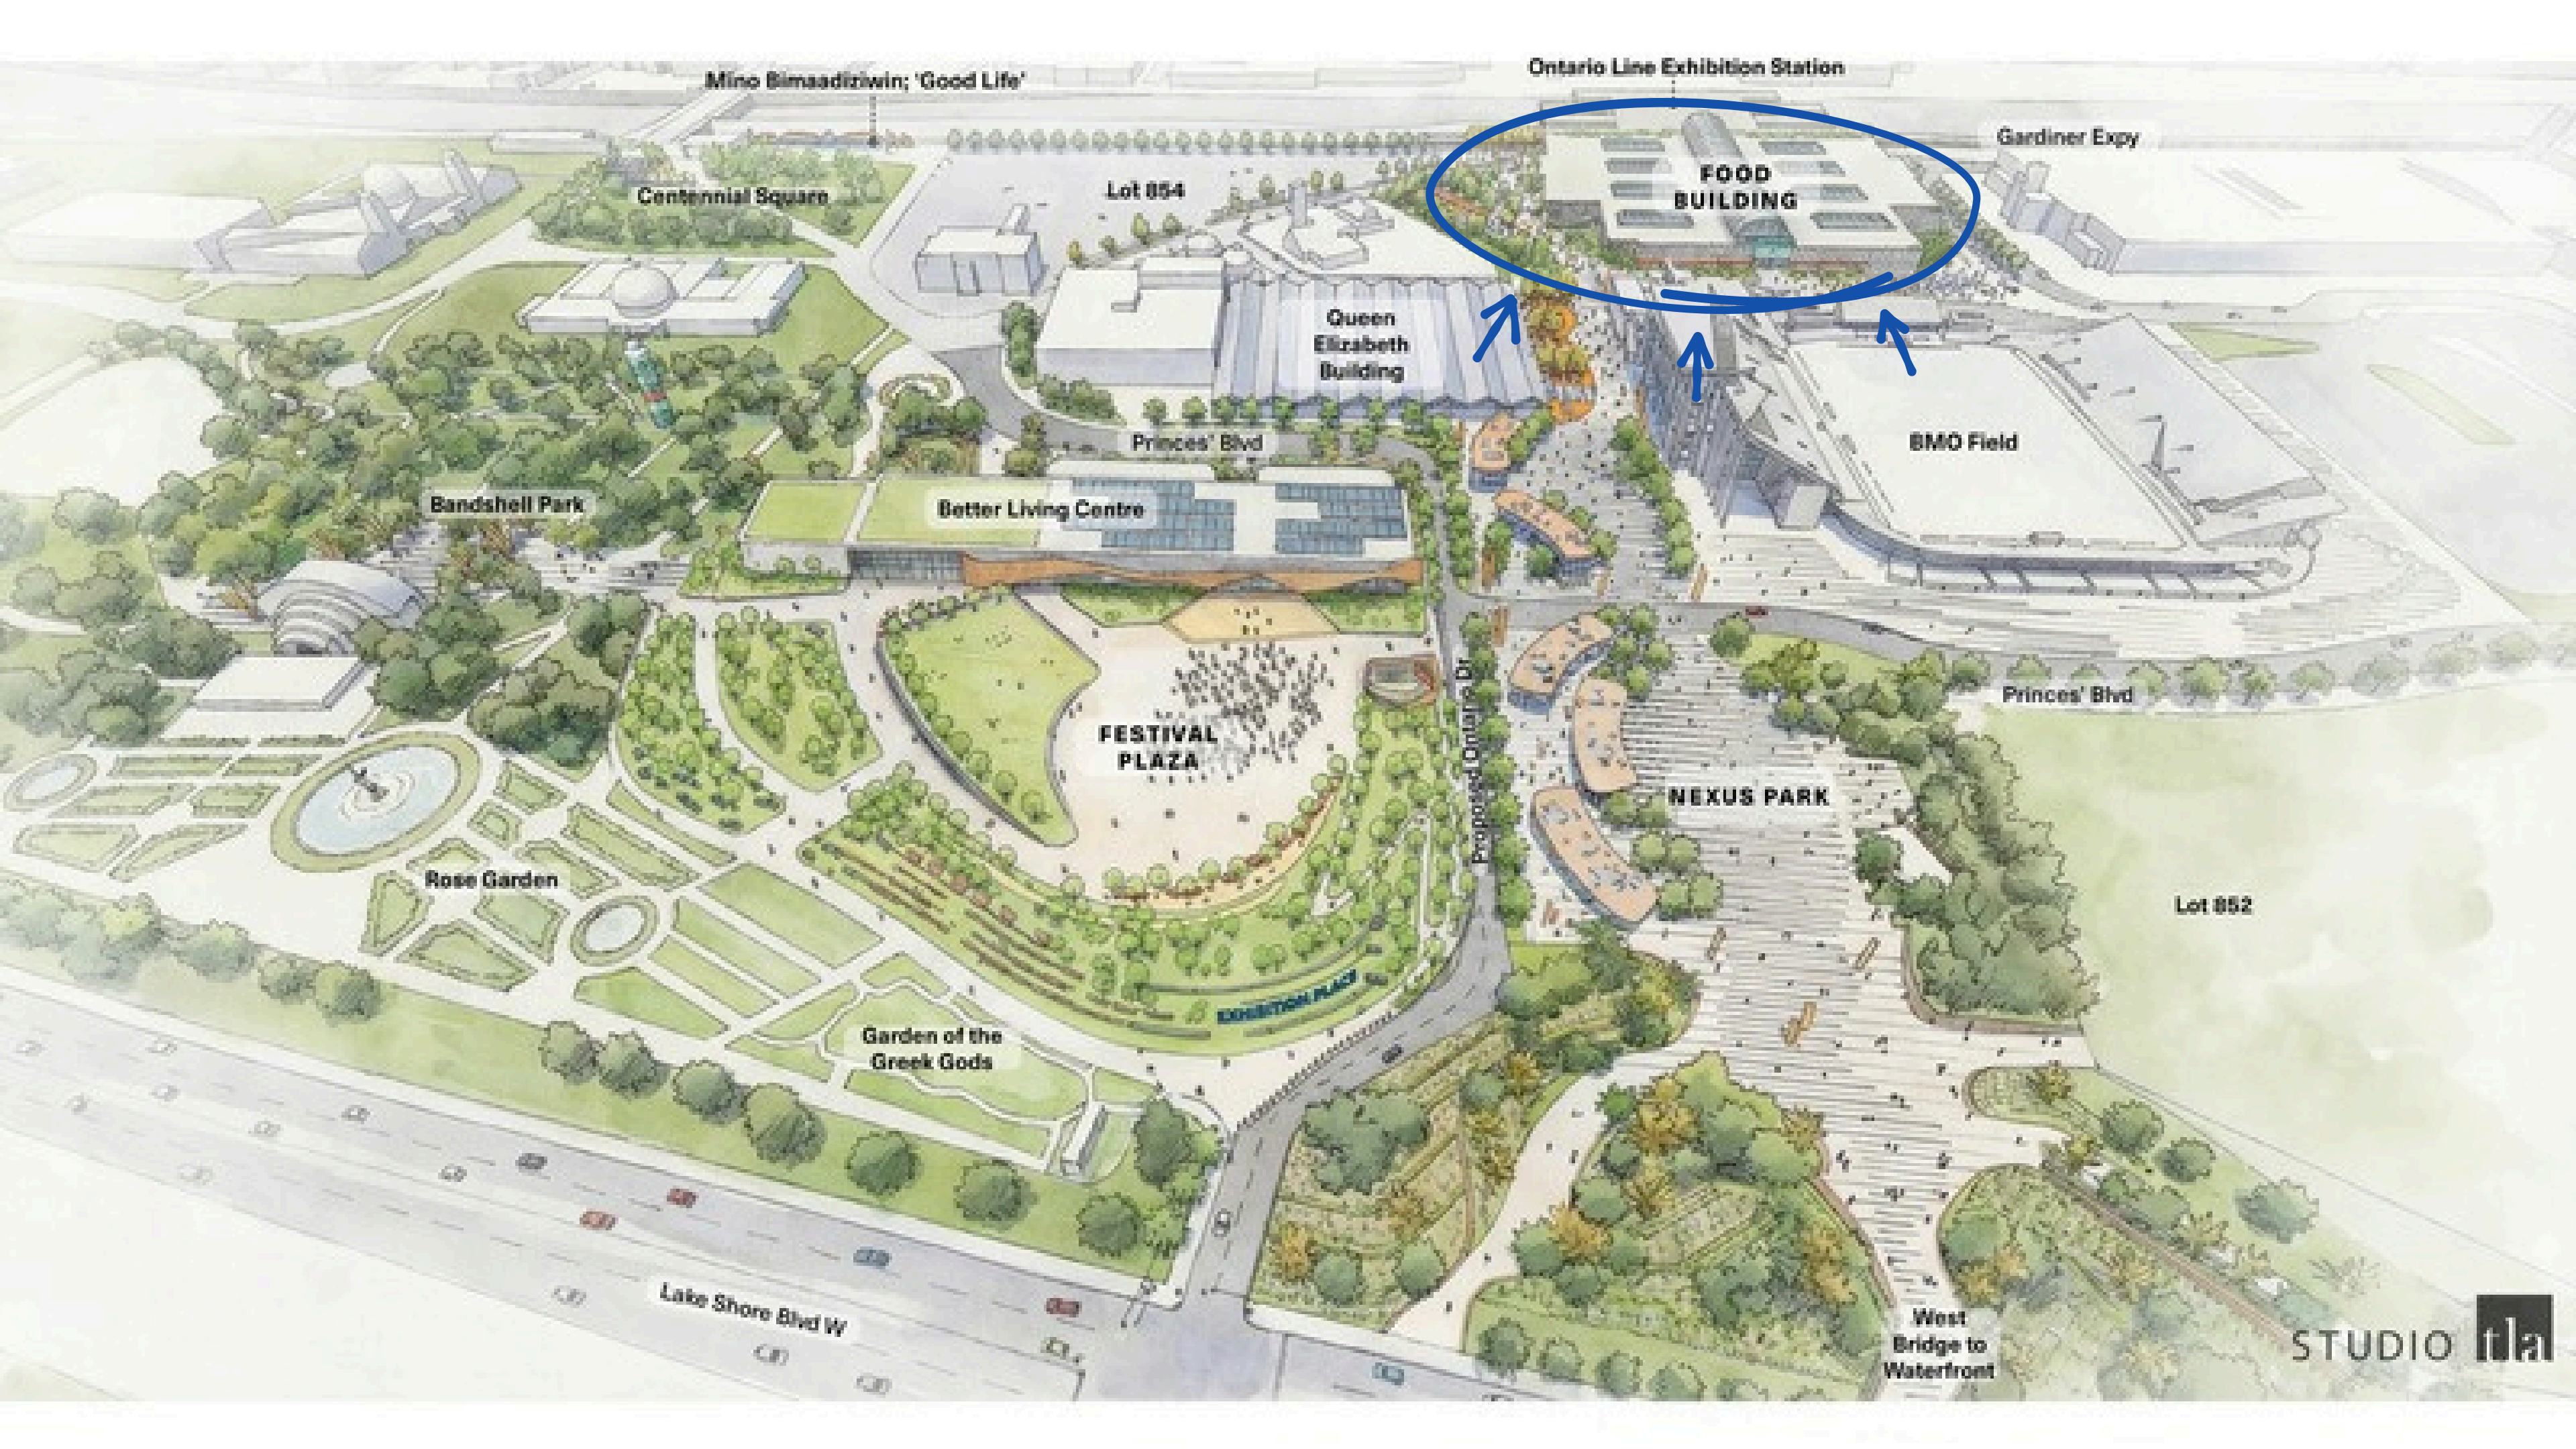 Mino Bimaadiziwin; 'Good Life'
Ontario Line Exhibition Station
Gardiner Expy
Centennial Square
Lot 854
FOOD
BUILDING
Queen
Elizabeth
Building
Princes' Blvd
BMO Field
Bandshell Park
Better Living Centre
Proposed Ontario Dr
Princes' Blvd
FESTIVAL
PLAZA
NEXUS PARK
Rose Garden
Lot 852
EXHIBITION PLACE
Garden of the
Greek Gods
Lake Shore Blvd W
West
Bridge to
Waterfront
STUDIO tla